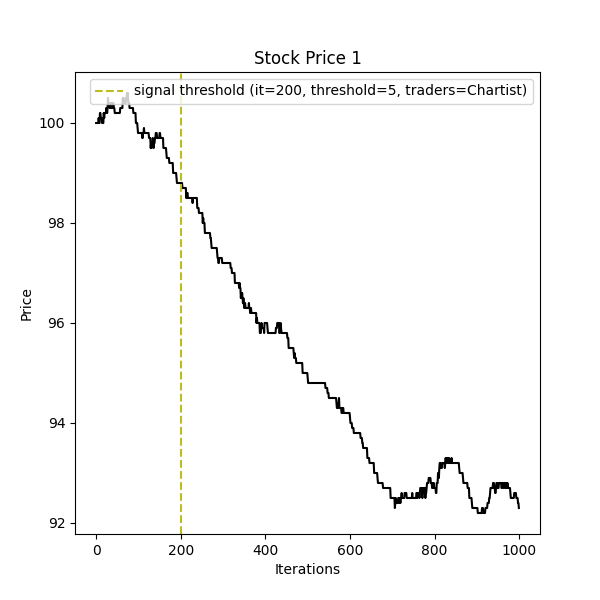 Stock Price 1
signal threshold (it=200, threshold=5, traders=Chartist)
100
98
96
94
92
Price
0 200 400 600 800 1000
Iterations